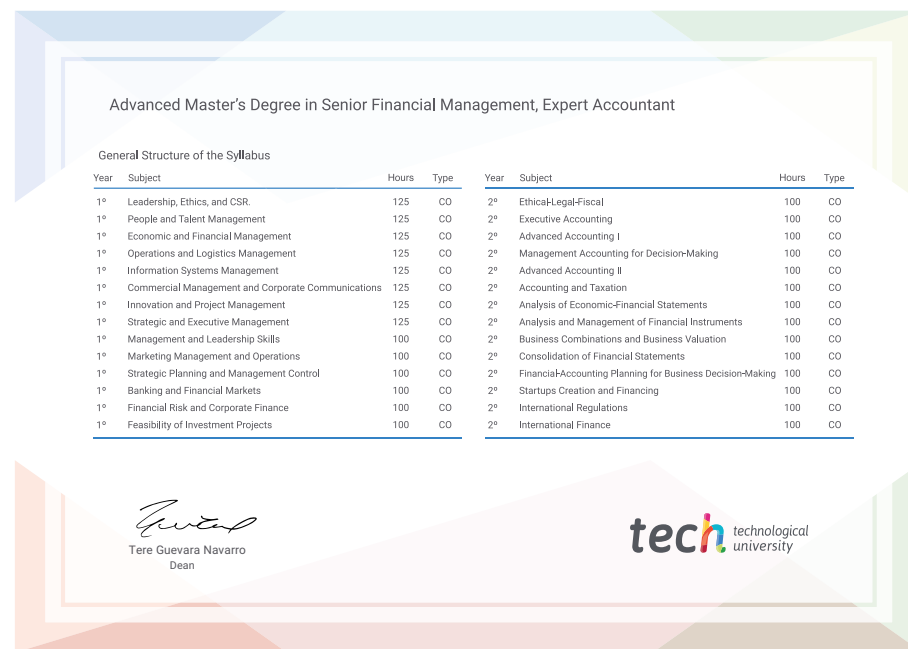 Advanced Master's Degree in Senior Financial Management, Expert Accountant
General Structure of the Syllabus
Year Subject Hours Type
1º Leadership, Ethics, and CSR. 125 CO
1º People and Talent Management 125 CO
1º Economic and Financial Management 125 CO
1º Operations and Logistics Management 125 CO
1º Information Systems Management 125 CO
1º Commercial Management and Corporate Communications 125 CO
1º Innovation and Project Management 125 CO
1º Strategic and Executive Management 125 CO
1º Management and Leadership Skills 100 CO
1º Marketing Management and Operations 100 CO
1º Strategic Planning and Management Control 100 CO
1º Banking and Financial Markets 100 CO
1º Financial Risk and Corporate Finance 100 CO
1º Feasibility of Investment Projects 100 CO
Year Subject Hours Type
2º Ethical-Legal-Fiscal 100 CO
2º Executive Accounting 100 CO
2º Advanced Accounting I 100 CO
2º Management Accounting for Decision-Making 100 CO
2º Advanced Accounting II 100 CO
2º Accounting and Taxation 100 CO
2º Analysis of Economic-Financial Statements 100 CO
2º Analysis and Management of Financial Instruments 100 CO
2º Business Combinations and Business Valuation 100 CO
2º Consolidation of Financial Statements 100 CO
2º Financial-Accounting Planning for Business Decision-Making 100 CO
2º Startups Creation and Financing 100 CO
2º International Regulations 100 CO
2º International Finance 100 CO
Tere Guevara Navarro
Dean
tech technological
university